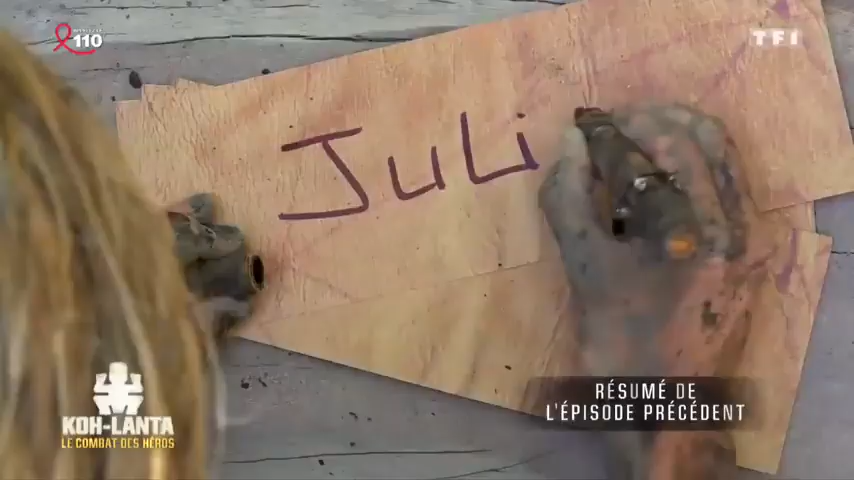 110
TF1
JuLi
RÉSUMÉ DE
L'ÉPISODE PRÉCÉDENT
KOH-LANTA
LE COMBAT DES HÉROS